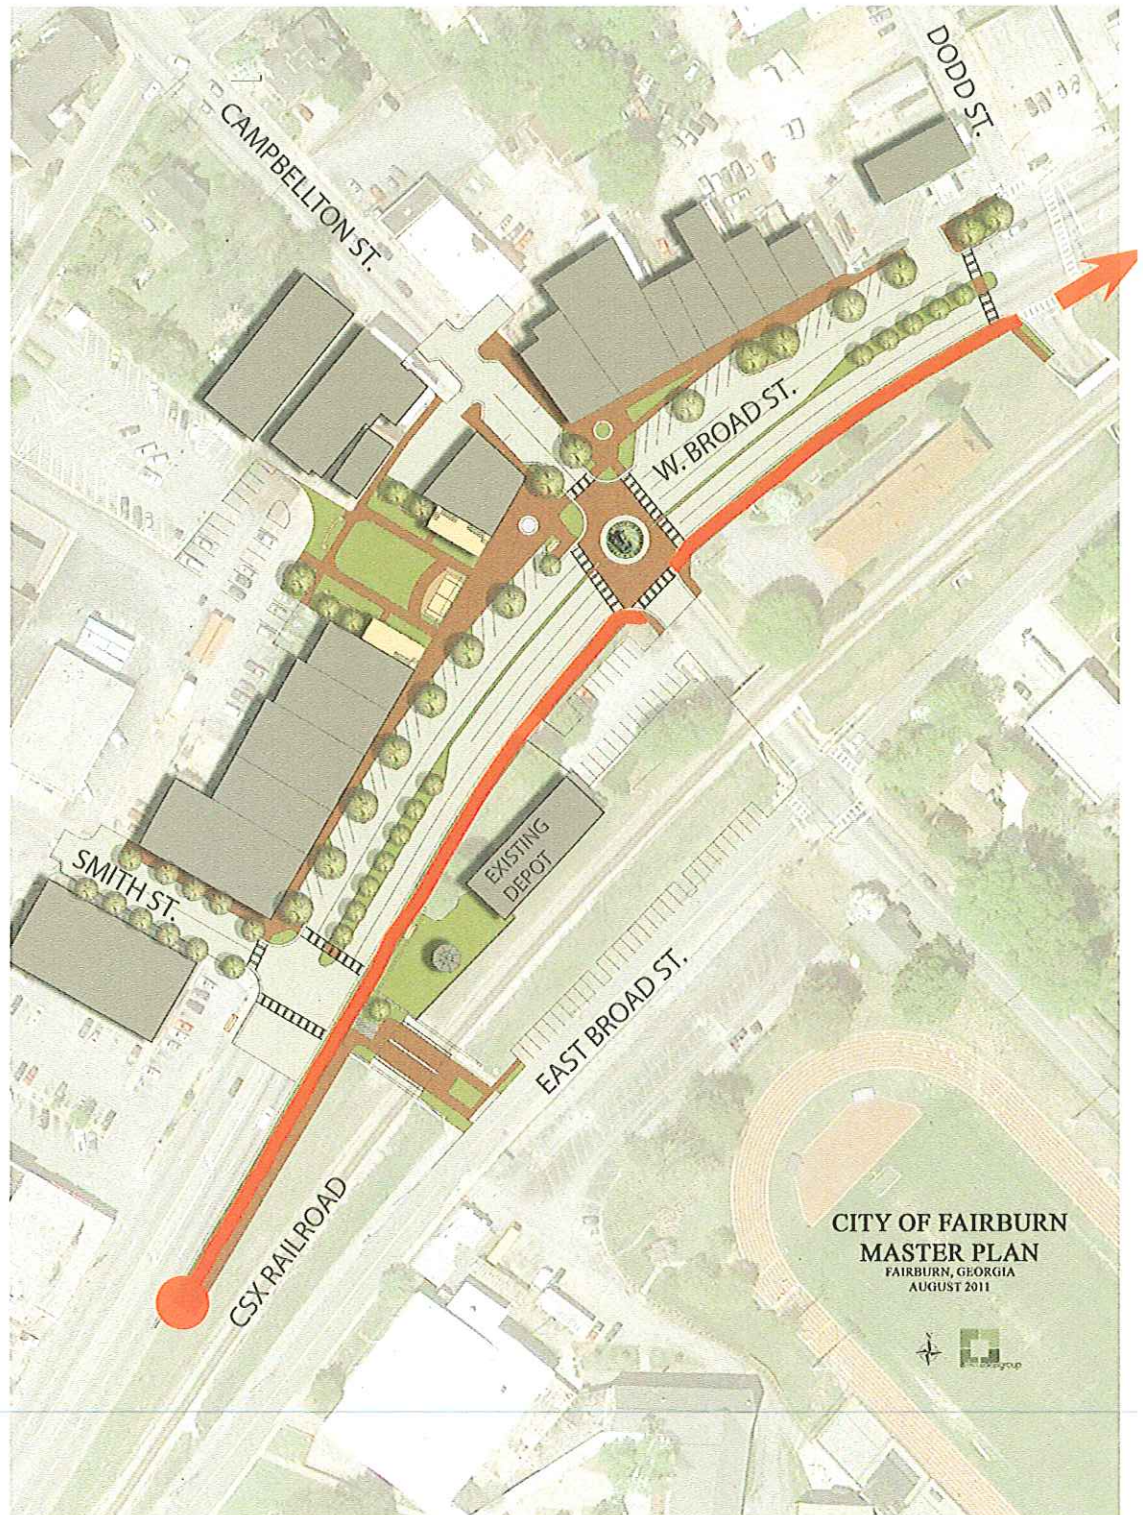 DODD ST.
CAMPBELLTON ST.
W. BROAD ST.
EXISTING
DEPOT
SMITH ST.
EAST BROAD ST.
CSX RAILROAD
CITY OF FAIRBURN
MASTER PLAN
FAIRBURN, GEORGIA
AUGUST 2011